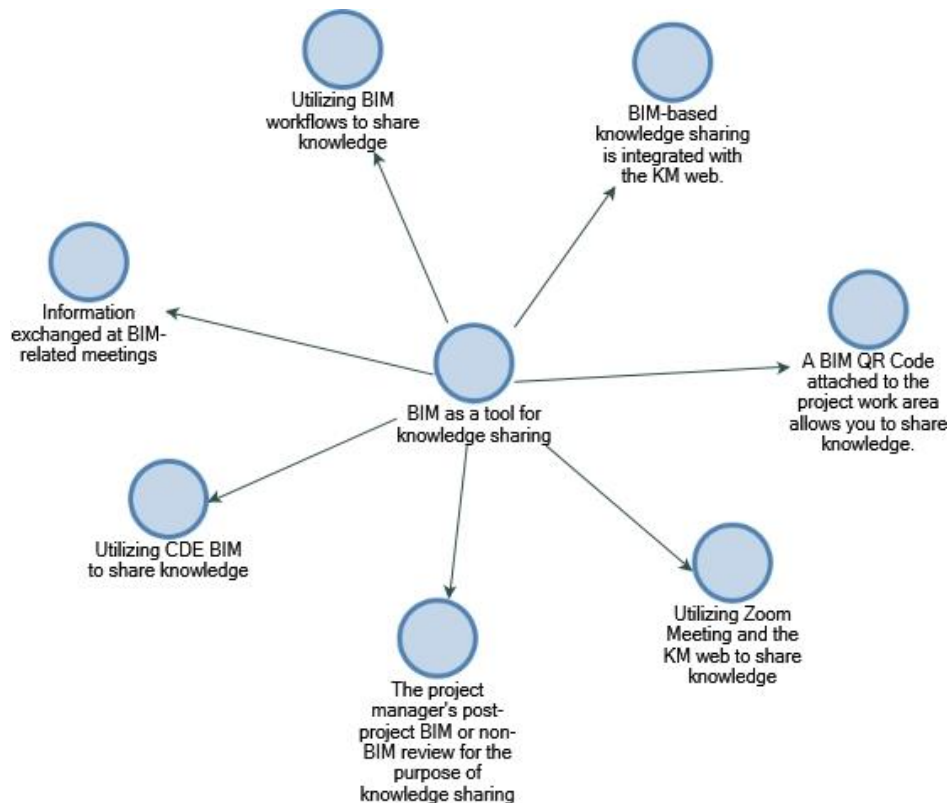 Utilizing BIM
workflows to share
knowledge
BIM-based
knowledge sharing
is integrated with
the KM web.
Information
exchanged at BIM-
related meetings
A BIM QR Code
attached to the
project work area
allows you to share
knowledge.
BIM as a tool for
knowledge sharing
Utilizing CDE BIM
to share knowledge
Utilizing Zoom
Meeting and the
KM web to share
knowledge
The project
manager's post-
project BIM or non-
BIM review for the
purpose of
knowledge sharing